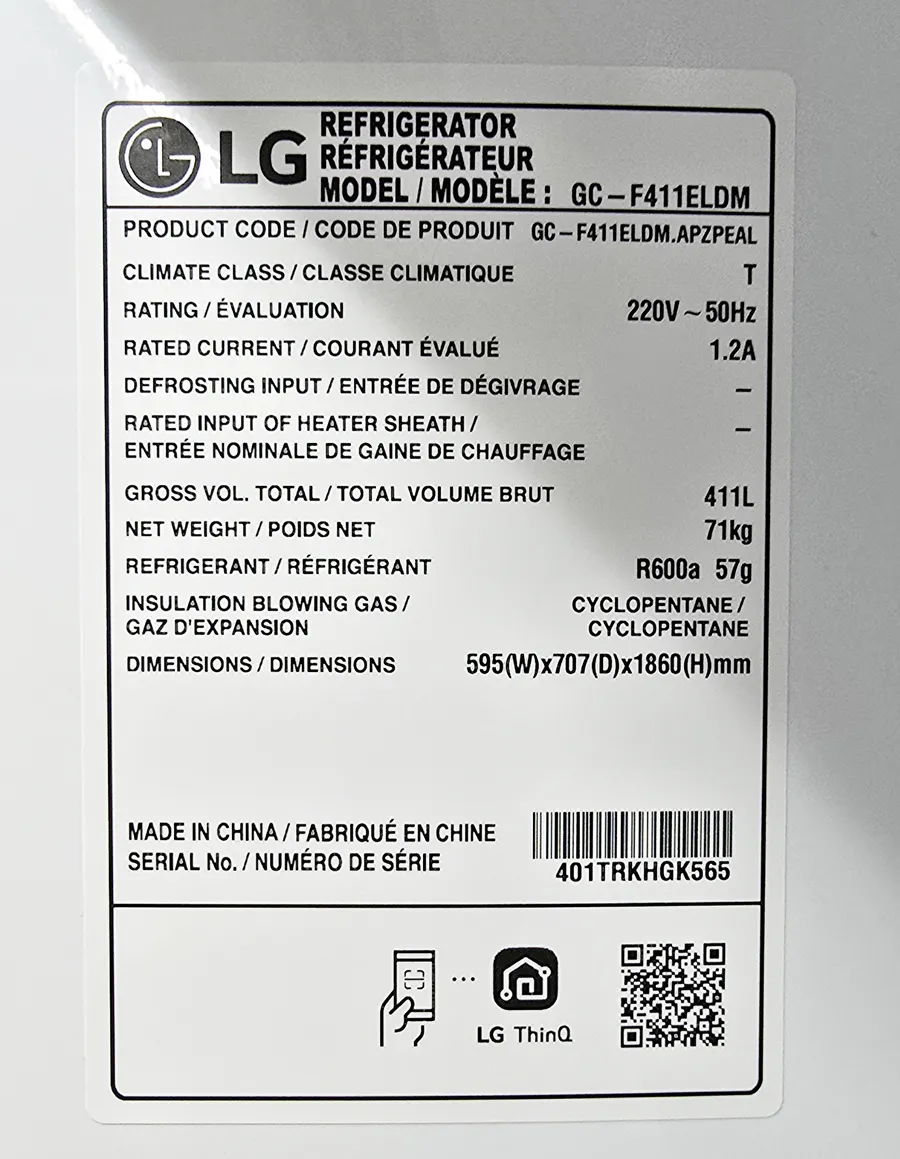 LG
REFRIGERATOR
RÉFRIGÉRATEUR
MODEL / MODÈLE : GC-F411ELDM
PRODUCT CODE / CODE DE PRODUIT GC-F411ELDM.APZPEAL
CLIMATE CLASS / CLASSE CLIMATIQUE T
RATING / ÉVALUATION 220V ~ 50Hz
RATED CURRENT / COURANT ÉVALUÉ 1.2A
DEFROSTING INPUT / ENTRÉE DE DÉGIVRAGE –
RATED INPUT OF HEATER SHEATH / –
ENTRÉE NOMINALE DE GAINE DE CHAUFFAGE
GROSS VOL. TOTAL / TOTAL VOLUME BRUT 411L
NET WEIGHT / POIDS NET 71kg
REFRIGERANT / RÉFRIGÉRANT R600a 57g
INSULATION BLOWING GAS / CYCLOPENTANE /
GAZ D'EXPANSION CYCLOPENTANE
DIMENSIONS / DIMENSIONS 595(W)x707(D)x1860(H)mm
MADE IN CHINA / FABRIQUÉ EN CHINE
SERIAL No. / NUMÉRO DE SÉRIE 401TRKHGK565
LG ThinQ